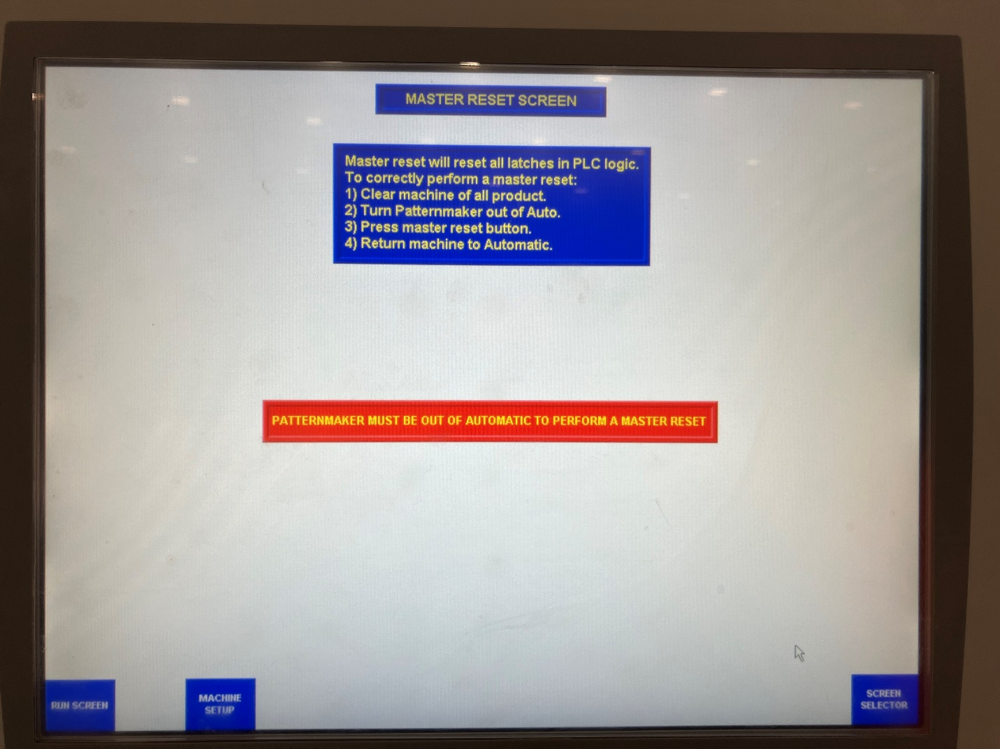 MASTER RESET SCREEN
Master reset will reset all latches in PLC logic.
To correctly perform a master reset:
1) Clear machine of all product.
2) Turn Patternmaker out of Auto.
3) Press master reset button.
4) Return machine to Automatic.
PATTERNMAKER MUST BE OUT OF AUTOMATIC TO PERFORM A MASTER RESET
RUN SCREEN
MACHINE
SETUP
SCREEN
SELECTOR